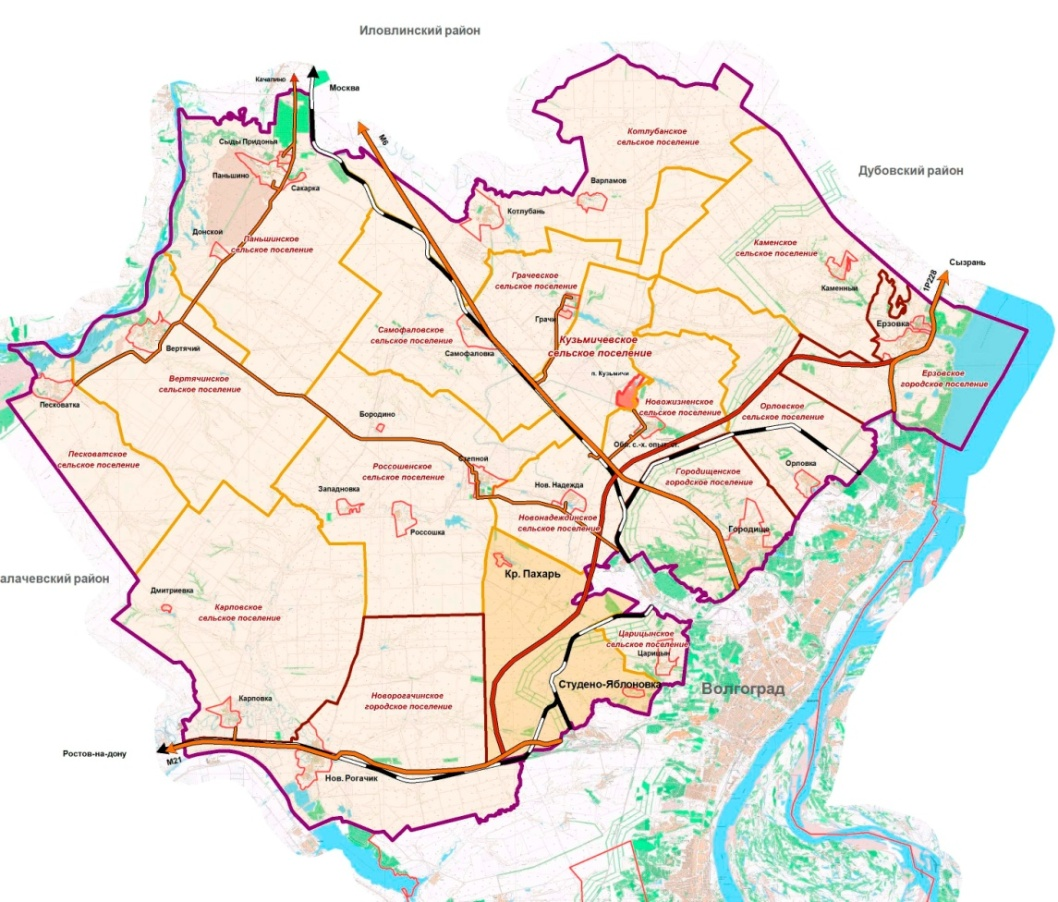 Иловлинский район
Качалино
Москва
М6
Котлубанское
сельское поселение
Сыды Придонья
Паньшино
Сакарка
Варламов
Дубовский район
Котлубань
Донской
Паньшинское
сельское поселение
Каменское
сельское поселение
Сызрань
1Р228
Грачевское
сельское поселение
Каменный
Грачи
Ерзовка
Самофаловское
сельское поселение
Кузьмичевское
сельское поселение
Самофаловка
Вертячий
п. Кузьмичи
Вертячинское
сельское поселение
Ерзовское
городское поселение
Песковатка
Новожизненское
сельское поселение
Орловское
сельское поселение
Бородино
Песковатское
сельское поселение
Степной
Россошенское
сельское поселение
Орловка
Городищенское
городское поселение
Западновка
Нов. Надежда
Новонадеждинское
сельское поселение
Россошка
Городище
Калачевский район
Кр. Пахарь
Дмитриевка
Карповское
сельское поселение
Царицынское
сельское поселение
Царицын
Студено-Яблоновка
Волгоград
Карповка
Новорогачинское
городское поселение
Ростов-на-дону
М21
Нов. Рогачик